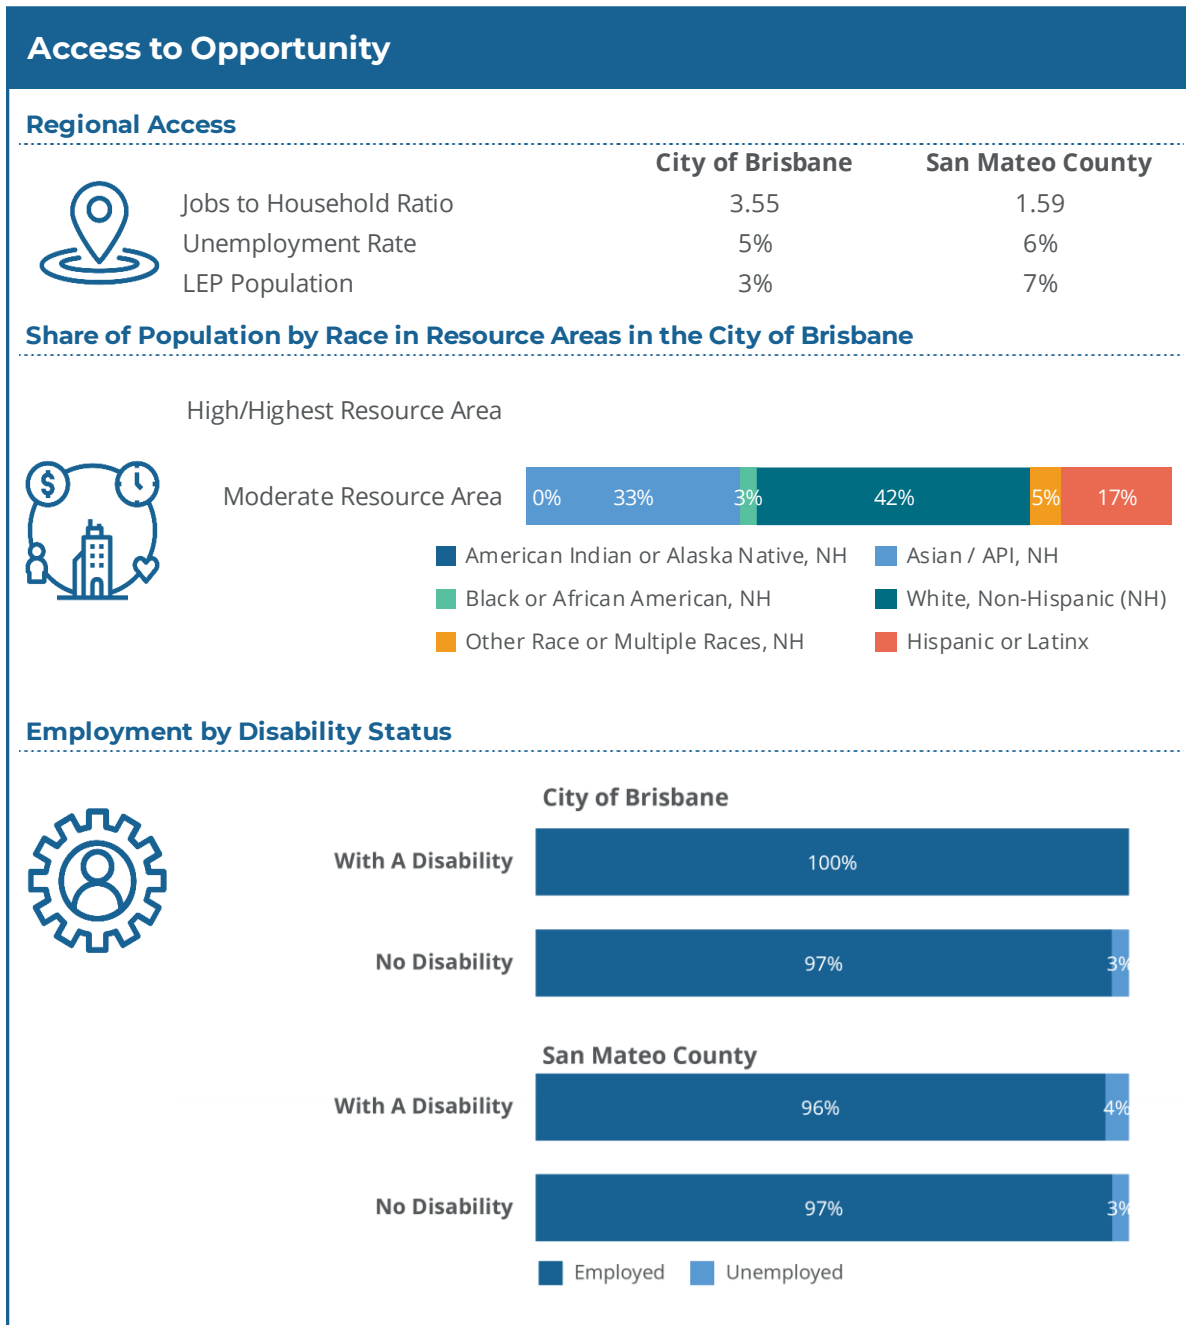 Access to Opportunity
Regional Access
City of Brisbane San Mateo County
Jobs to Household Ratio 3.55 1.59
Unemployment Rate 5% 6%
LEP Population 3% 7%
Share of Population by Race in Resource Areas in the City of Brisbane
High/Highest Resource Area
$
Moderate Resource Area 0% 33% 3% 42% 5% 17%
American Indian or Alaska Native, NH Asian / API, NH
Black or African American, NH White, Non-Hispanic (NH)
Other Race or Multiple Races, NH Hispanic or Latinx
Employment by Disability Status
City of Brisbane
With A Disability 100%
No Disability 97% 3%
San Mateo County
With A Disability 96% 4%
No Disability 97% 3%
Employed Unemployed